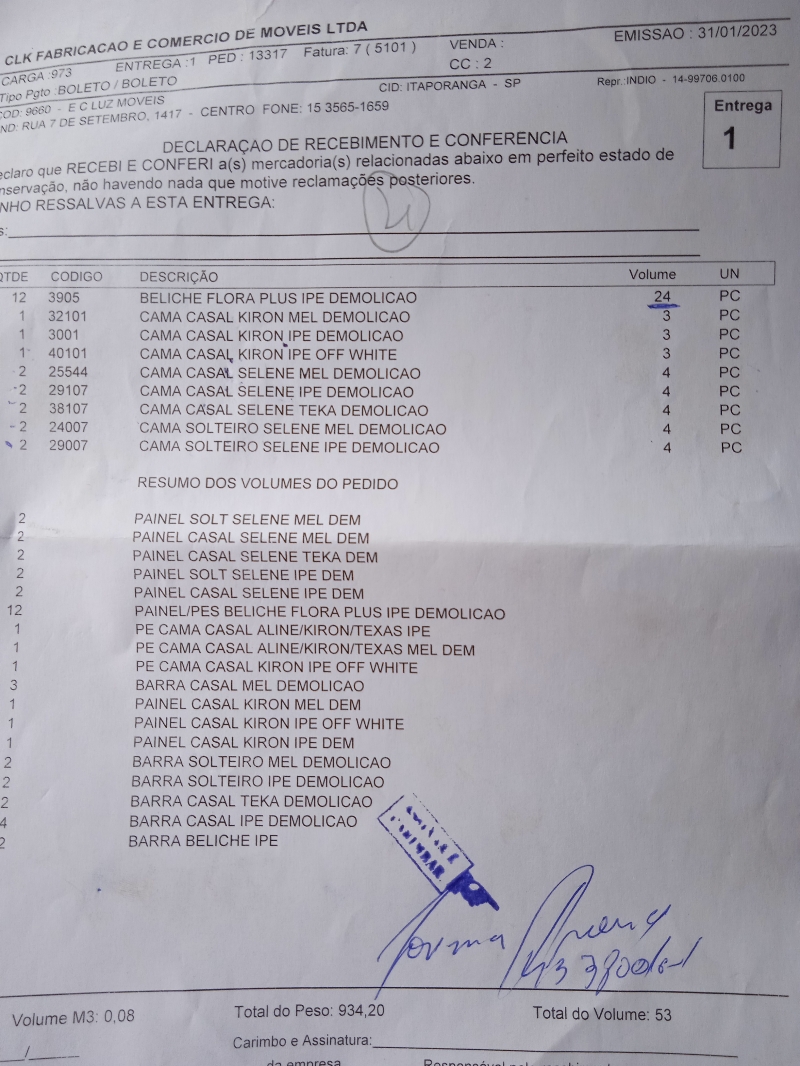 CLK FABRICACAO E COMERCIO DE MOVEIS LTDA
CARGA :973 ENTREGA :1 PED : 13317 Fatura: 7 ( 5101 ) VENDA : EMISSAO : 31/01/2023
Tipo Pgto :BOLETO / BOLETO CC : 2
COD: 9660 - E C LUZ MOVEIS CID: ITAPORANGA - SP Repr.:INDIO - 14-99706.0100
ND: RUA 7 DE SETEMBRO, 1417 - CENTRO FONE: 15 3565-1659
Entrega
1
DECLARAÇAO DE RECEBIMENTO E CONFERENCIA
eclaro que RECEBI E CONFERI a(s) mercadoria(s) relacionadas abaixo em perfeito estado de
nservação, não havendo nada que motive reclamações posteriores.
NHO RESSALVAS A ESTA ENTREGA:
s:
QTDE CODIGO DESCRIÇÃO Volume UN
12 3905 BELICHE FLORA PLUS IPE DEMOLICAO 24 PC
1 32101 CAMA CASAL KIRON MEL DEMOLICAO 3 PC
1 3001 CAMA CASAL KIRON IPE DEMOLICAO 3 PC
1 40101 CAMA CASAL KIRON IPE OFF WHITE 3 PC
2 25544 CAMA CASAL SELENE MEL DEMOLICAO 4 PC
2 29107 CAMA CASAL SELENE IPE DEMOLICAO 4 PC
2 38107 CAMA CASAL SELENE TEKA DEMOLICAO 4 PC
2 24007 CAMA SOLTEIRO SELENE MEL DEMOLICAO 4 PC
2 29007 CAMA SOLTEIRO SELENE IPE DEMOLICAO 4 PC
RESUMO DOS VOLUMES DO PEDIDO
2 PAINEL SOLT SELENE MEL DEM
2 PAINEL CASAL SELENE MEL DEM
2 PAINEL CASAL SELENE TEKA DEM
2 PAINEL SOLT SELENE IPE DEM
2 PAINEL CASAL SELENE IPE DEM
12 PAINEL/PES BELICHE FLORA PLUS IPE DEMOLICAO
1 PE CAMA CASAL ALINE/KIRON/TEXAS IPE
1 PE CAMA CASAL ALINE/KIRON/TEXAS MEL DEM
1 PE CAMA CASAL KIRON IPE OFF WHITE
3 BARRA CASAL MEL DEMOLICAO
1 PAINEL CASAL KIRON MEL DEM
1 PAINEL CASAL KIRON IPE OFF WHITE
1 PAINEL CASAL KIRON IPE DEM
2 BARRA SOLTEIRO MEL DEMOLICAO
2 BARRA SOLTEIRO IPE DEMOLICAO
2 BARRA CASAL TEKA DEMOLICAO
4 BARRA CASAL IPE DEMOLICAO
2 BARRA BELICHE IPE
Volume M3: 0,08 Total do Peso: 934,20 Total do Volume: 53
/ Carimbo e Assinatura:
da empresa